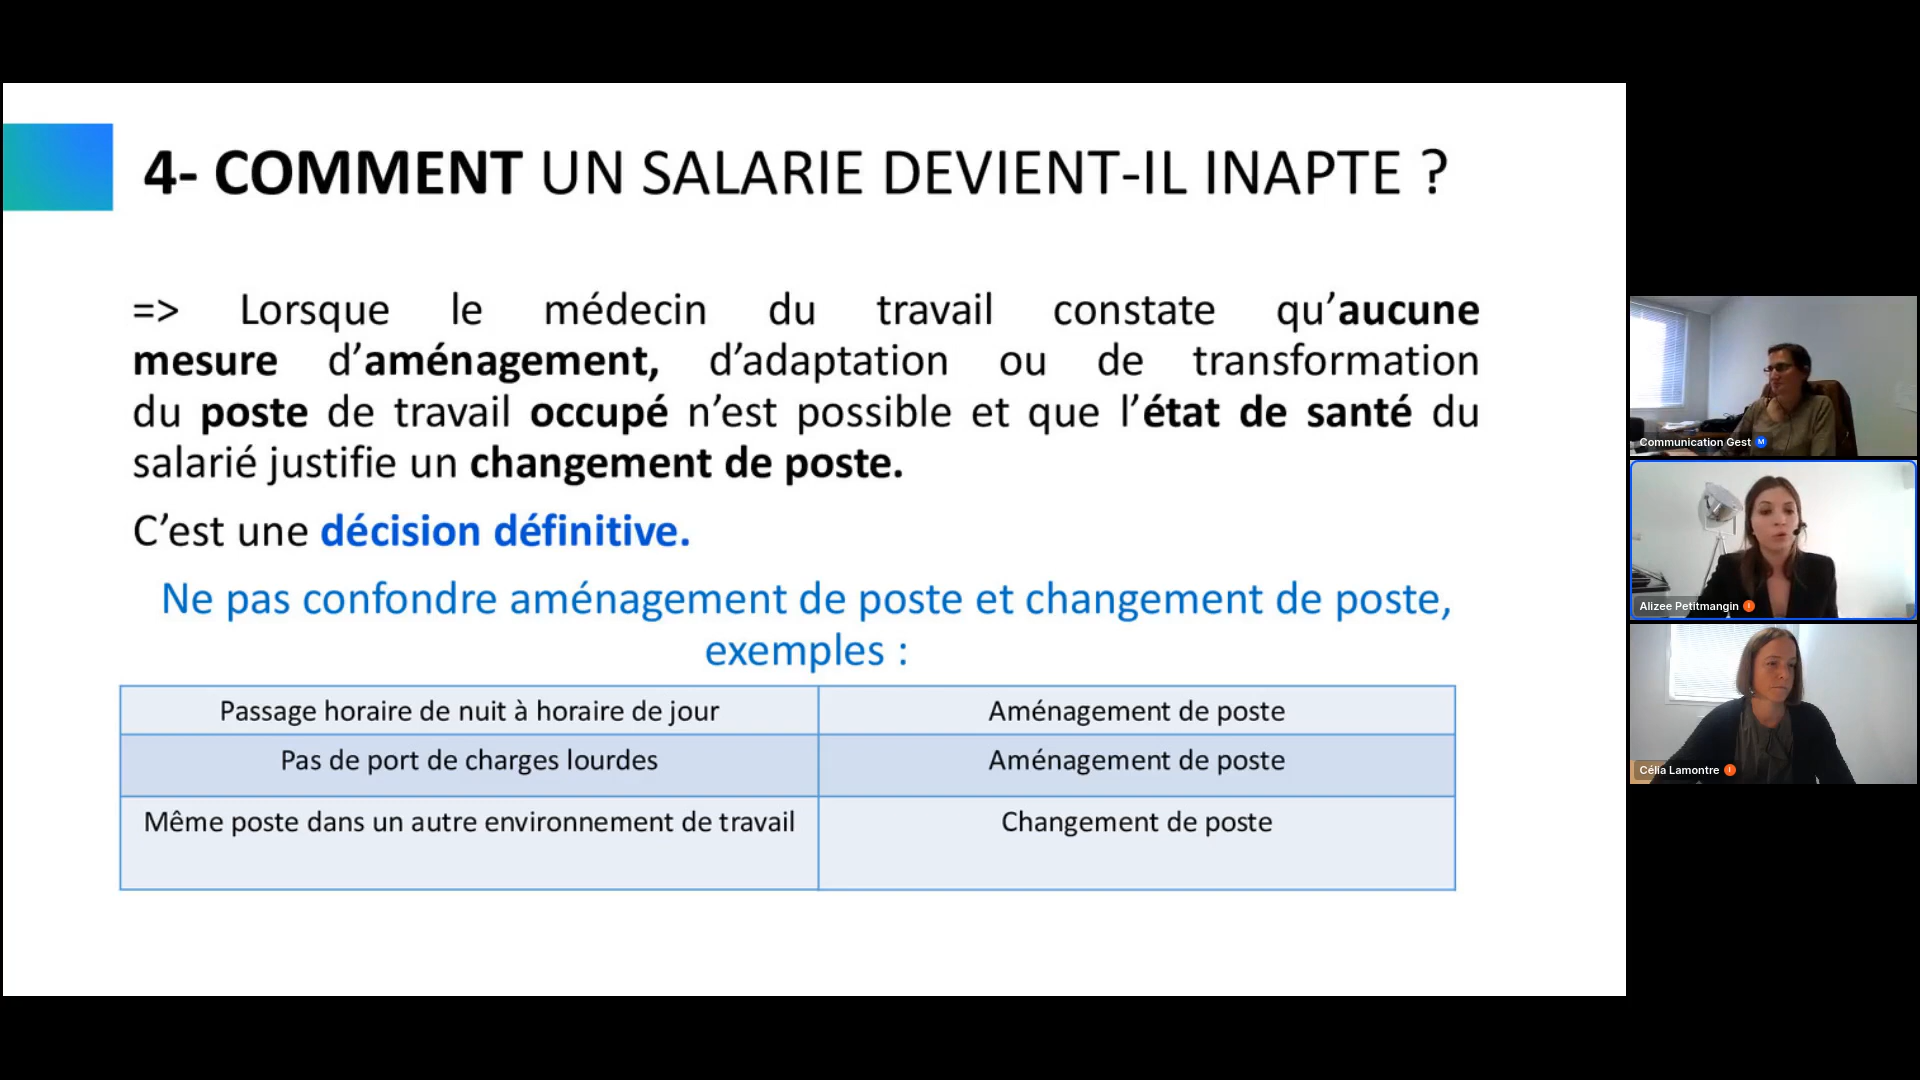 4- COMMENT UN SALARIE DEVIENT-IL INAPTE ?
=> Lorsque le médecin du travail constate qu’aucune
mesure d’aménagement, d’adaptation ou de transformation
du poste de travail occupé n’est possible et que l’état de santé du
salarié justifie un changement de poste.
C’est une décision définitive.
Ne pas confondre aménagement de poste et changement de poste,
exemples :
Passage horaire de nuit à horaire de jour
Aménagement de poste
Pas de port de charges lourdes
Aménagement de poste
Même poste dans un autre environnement de travail
Changement de poste
Communication Gest M
Alizee Petitmangin I
Célia Lamontre I